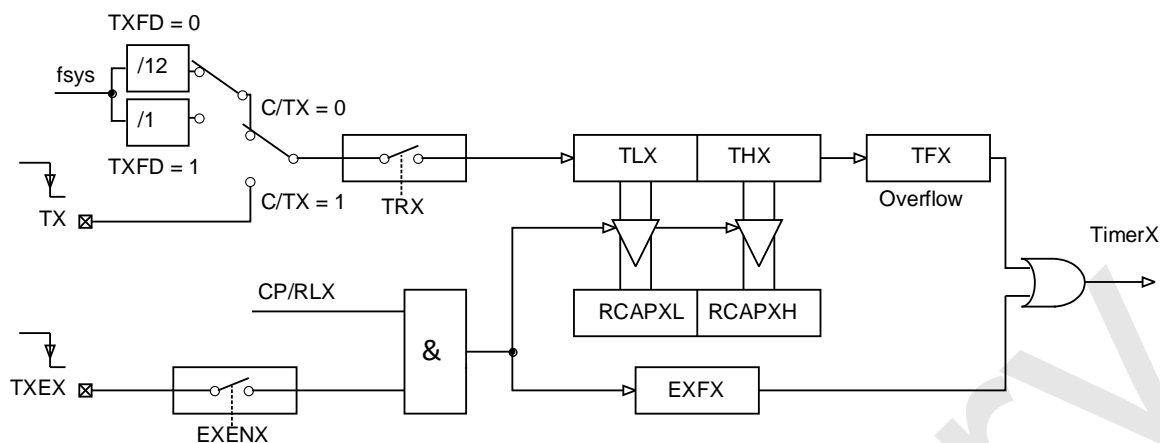 TXFD = 0
/12
fsys
C/TX = 0
/1
TXFD = 1
TLX
THX
TFX
Overflow
TX
C/TX = 1
TRX
TimerX
CP/RLX
RCAPXL
RCAPXH
&
TXEX
EXENX
EXFX